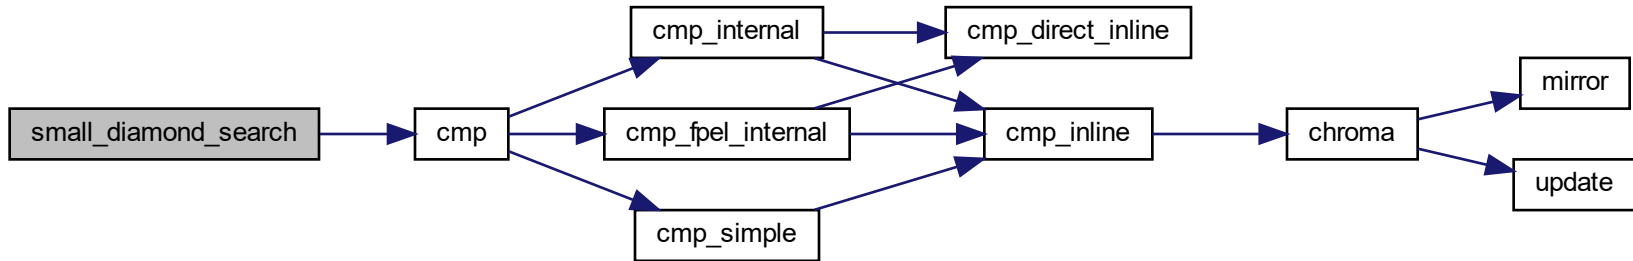 small_diamond_search
cmp
cmp_internal
cmp_fpel_internal
cmp_simple
cmp_direct_inline
cmp_inline
chroma
mirror
update